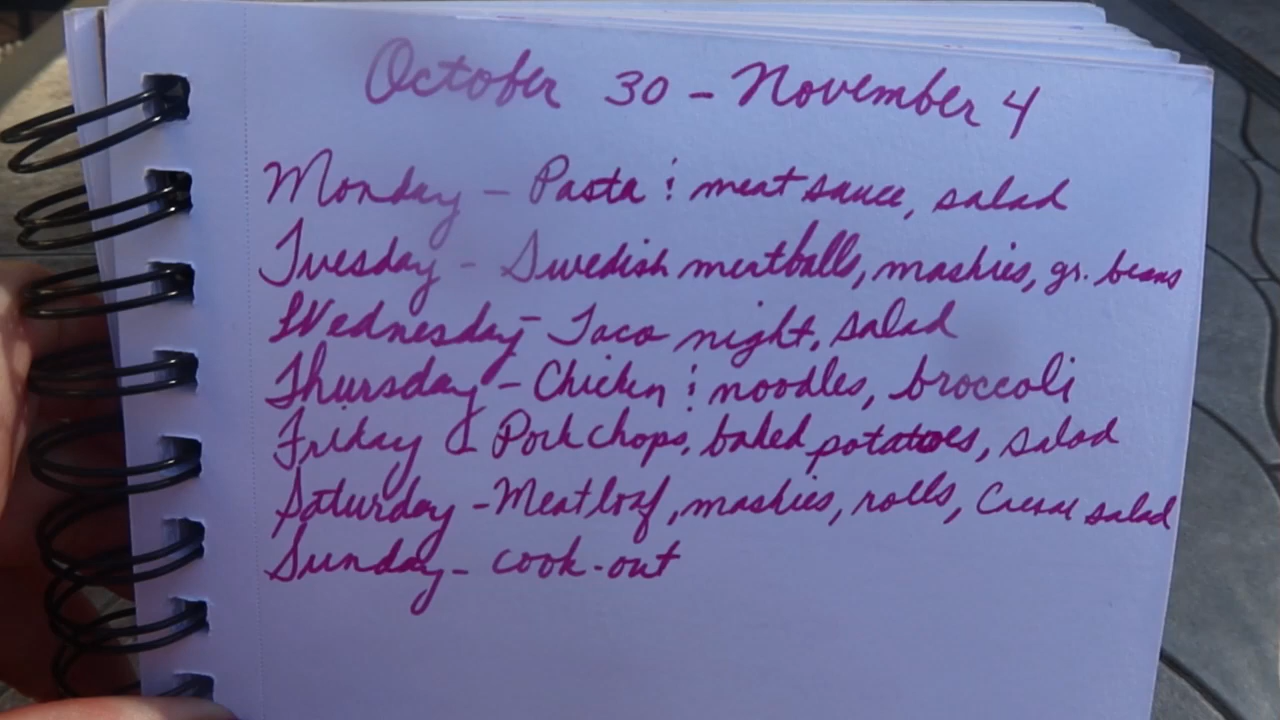 October 30 - November 4
Monday - Pasta & meat sauce, salad
Tuesday - Swedish meatballs, mashies, gr. beans
Wednesday - Taco night, salad
Thursday - Chicken & noodles, broccoli
Friday - Pork chops, baked potatoes, salad
Saturday - Meatloaf, mashies, rolls, Caesar salad
Sunday - cook-out